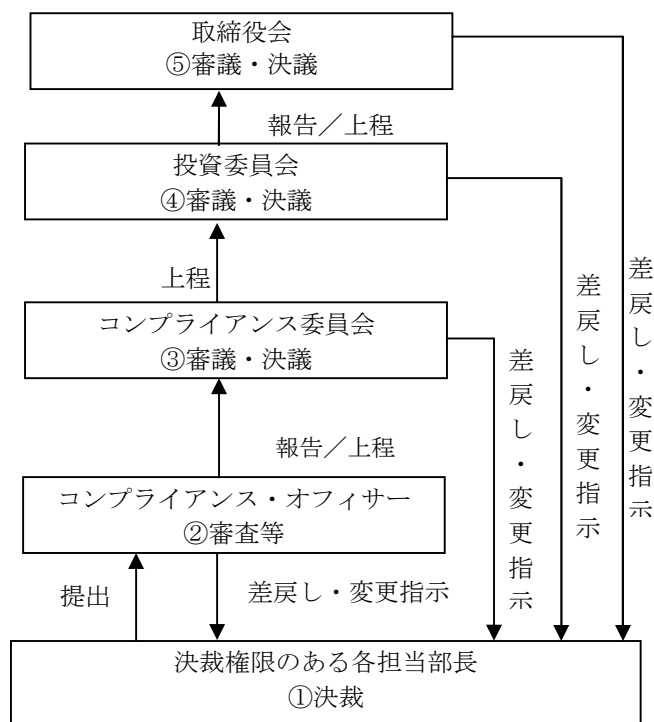 取締役会
⑤審議・決議
報告／上程
投資委員会
④審議・決議
上程
コンプライアンス委員会
③審議・決議
報告／上程
コンプライアンス・オフィサー
②審査等
提出
差戻し・変更指示
差戻し・変更指示
差戻し・変更指示
差戻し・変更指示
決裁権限のある各担当部長
①決裁